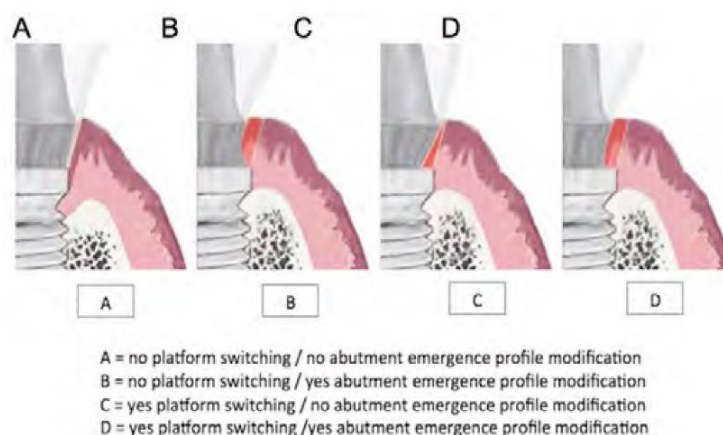 A B C D
A B C D
A = no platform switching / no abutment emergence profile modification
B = no platform switching / yes abutment emergence profile modification
C = yes platform switching / no abutment emergence profile modification
D = yes platform switching /yes abutment emergence profile modification